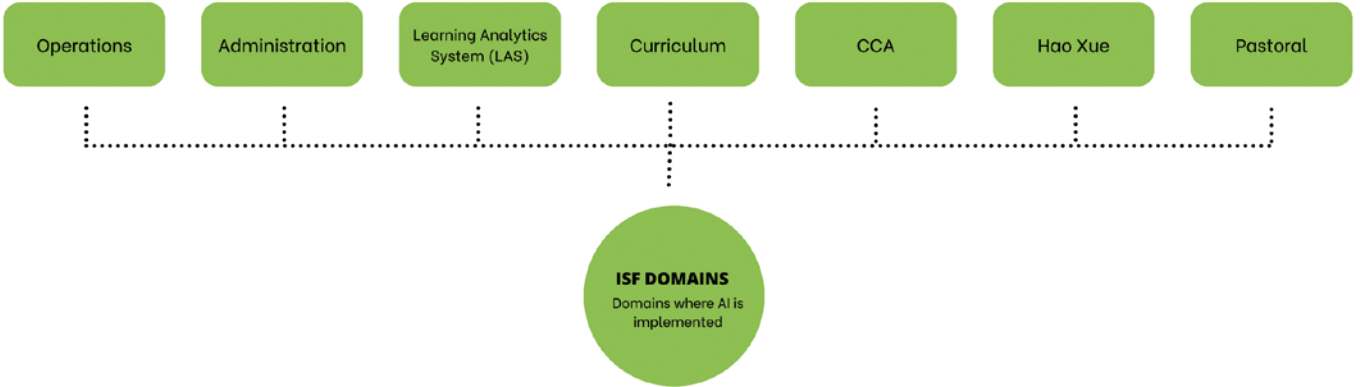 Operations
Administration
Learning Analytics
System (LAS)
Curriculum
CCA
Hao Xue
Pastoral
ISF DOMAINS
Domains where AI is
implemented